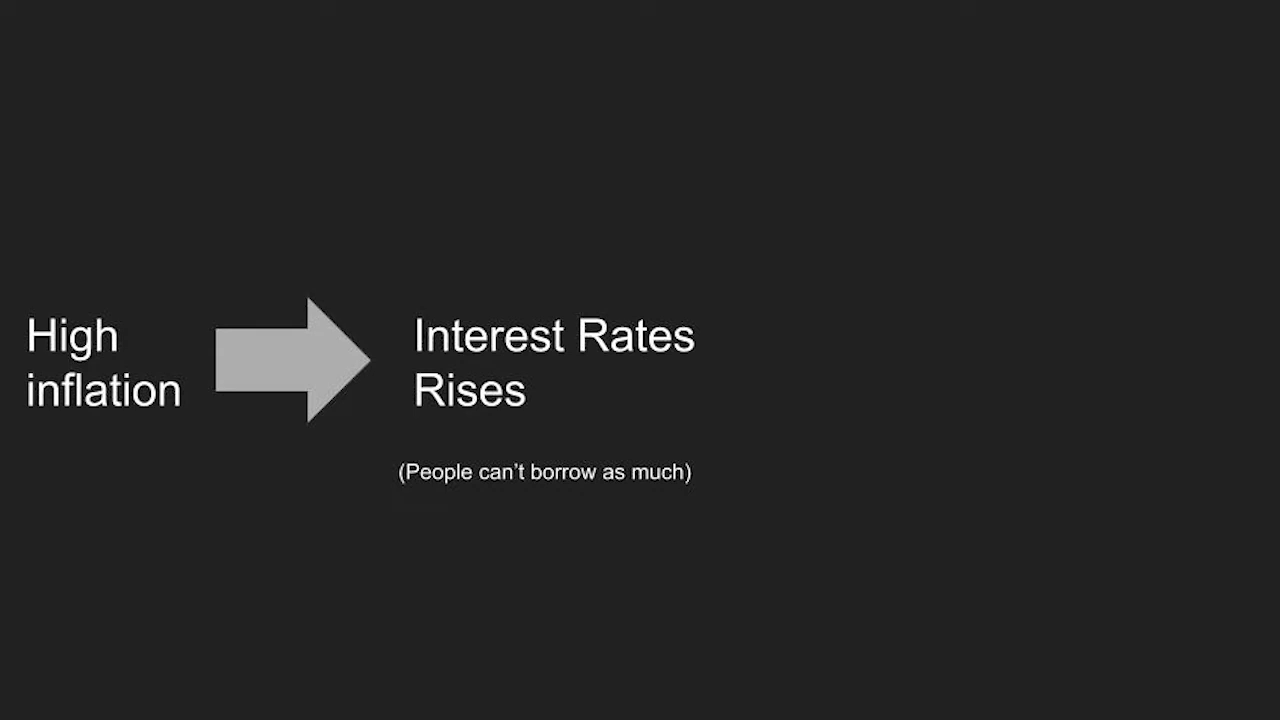 High
inflation
Interest Rates
Rises
(People can’t borrow as much)